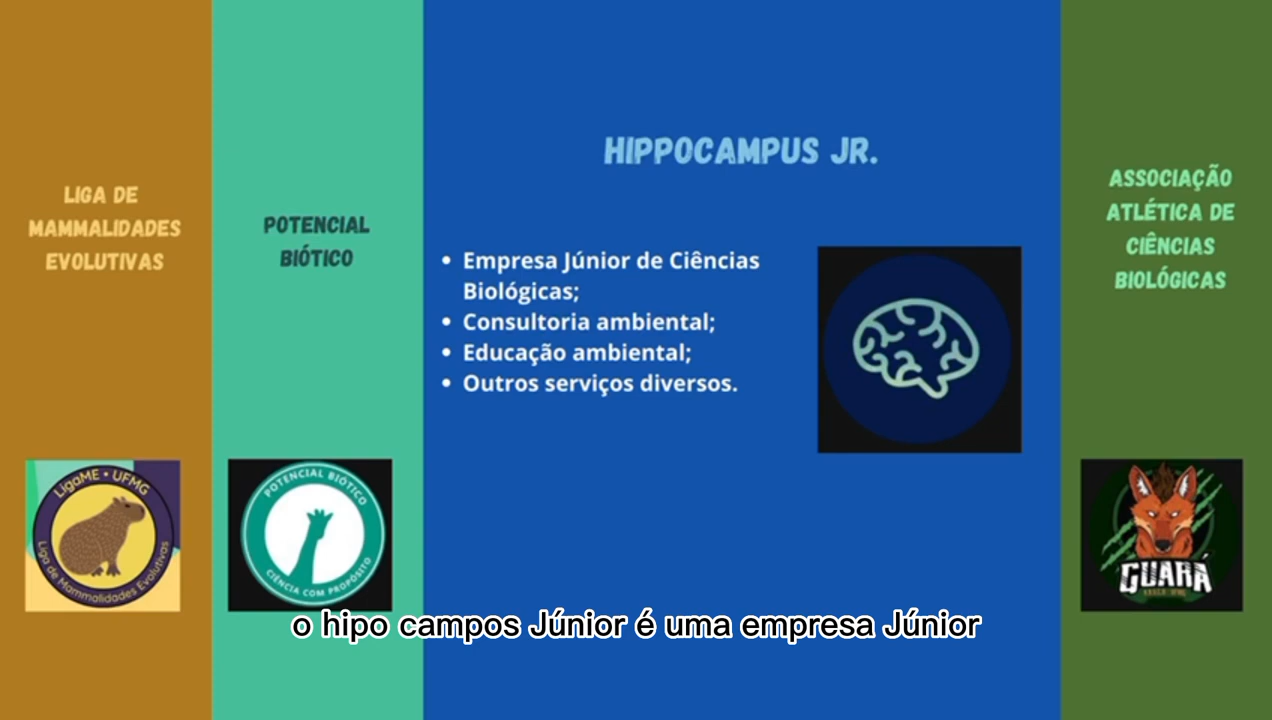 LIGA DE
MAMMALIDADES
EVOLUTIVAS
LigaME • UFMG
Liga de Mammalidades Evolutivas
POTENCIAL
BIÓTICO
POTENCIAL BIÓTICO
CIÊNCIA COM PROPÓSITO
HIPPOCAMPUS JR.
• Empresa Júnior de Ciências
Biológicas;
• Consultoria ambiental;
• Educação ambiental;
• Outros serviços diversos.
ASSOCIAÇÃO
ATLÉTICA DE
CIÊNCIAS
BIOLÓGICAS
GUARÁ
o hipo campos Júnior é uma empresa Júnior